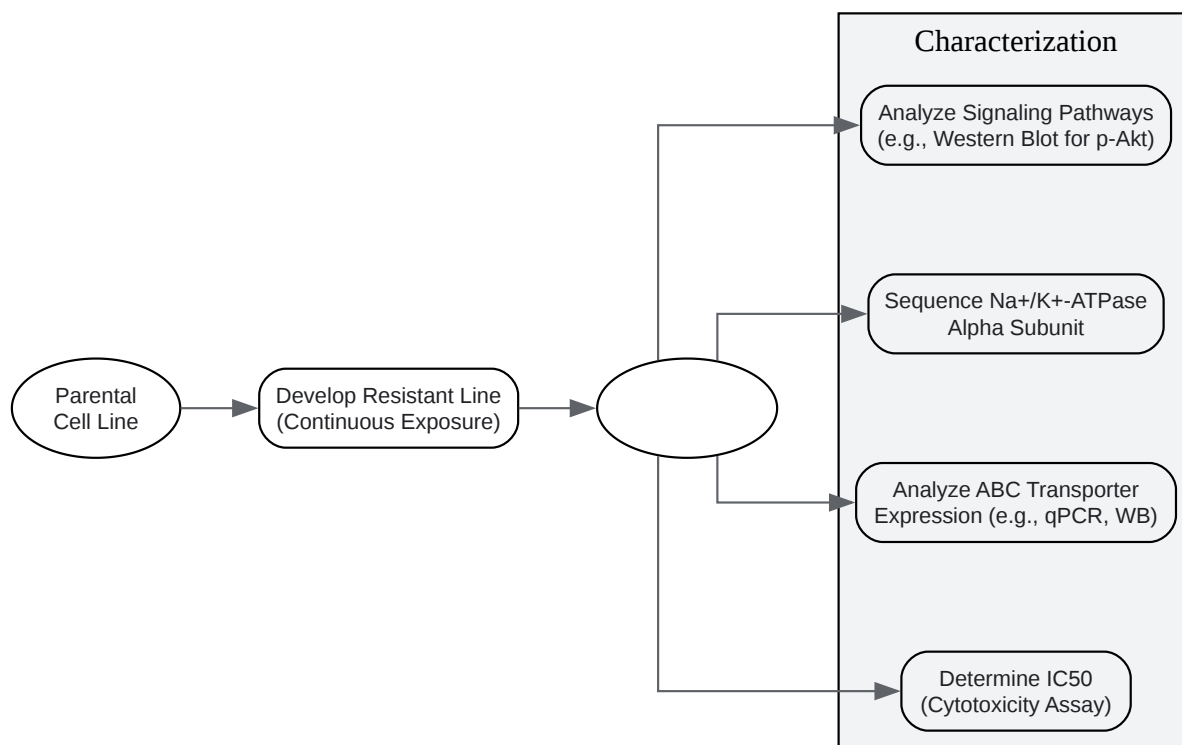 Characterization
Analyze Signaling Pathways
(e.g., Western Blot for p-Akt)
Sequence Na+/K+-ATPase
Alpha Subunit
Parental
Cell Line
Develop Resistant Line
(Continuous Exposure)
Analyze ABC Transporter
Expression (e.g., qPCR, WB)
Determine IC50
(Cytotoxicity Assay)